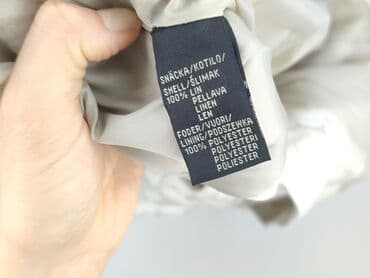 SNÄCKA/KOTILO/
SHELL/ŚLIMAK
100% LIN
PELLAVA
LINEN
LEN
FODER/VUORI/
LINING/PODSZEWKA
100% POLYESTER
POLYESTERI
POLYESTER
POLIESTER